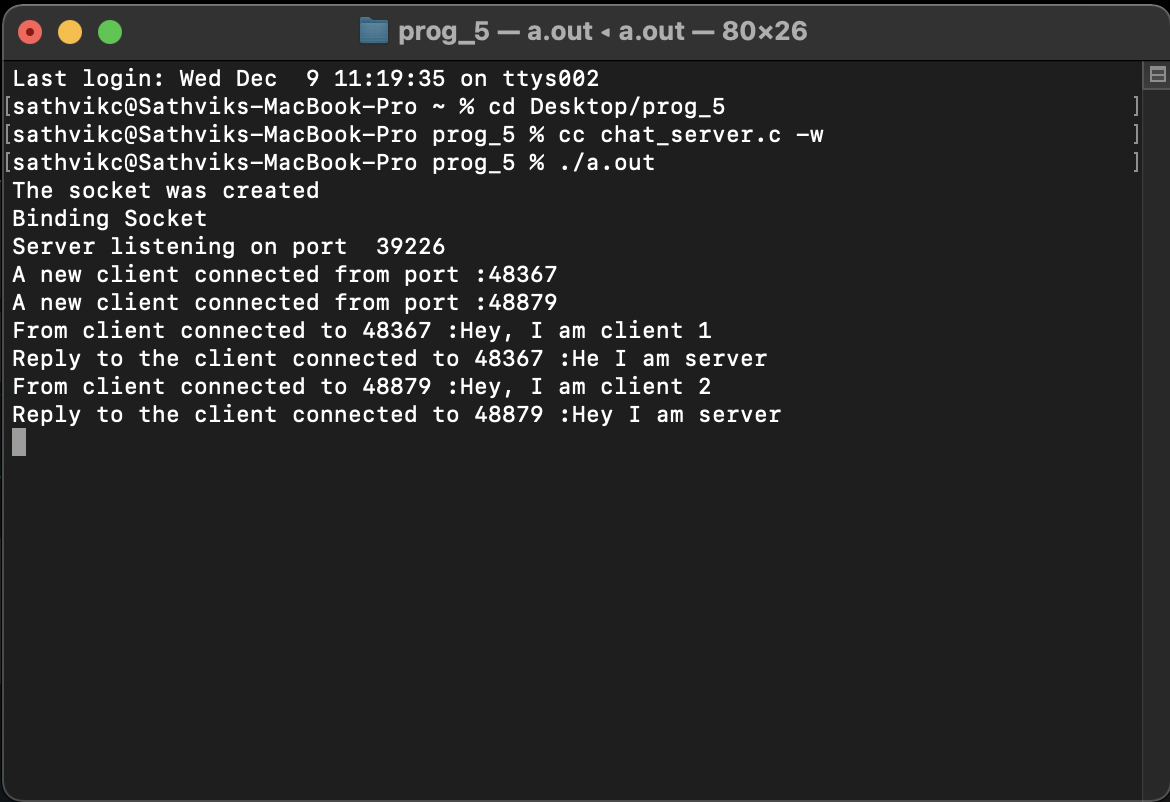 prog_5 — a.out ◂ a.out — 80×26
Last login: Wed Dec  9 11:19:35 on ttys002
[sathvikc@Sathviks-MacBook-Pro ~ % cd Desktop/prog_5 ]
[sathvikc@Sathviks-MacBook-Pro prog_5 % cc chat_server.c -w ]
[sathvikc@Sathviks-MacBook-Pro prog_5 % ./a.out ]
The socket was created
Binding Socket
Server listening on port  39226
A new client connected from port :48367
A new client connected from port :48879
From client connected to 48367 :Hey, I am client 1
Reply to the client connected to 48367 :He I am server
From client connected to 48879 :Hey, I am client 2
Reply to the client connected to 48879 :Hey I am server